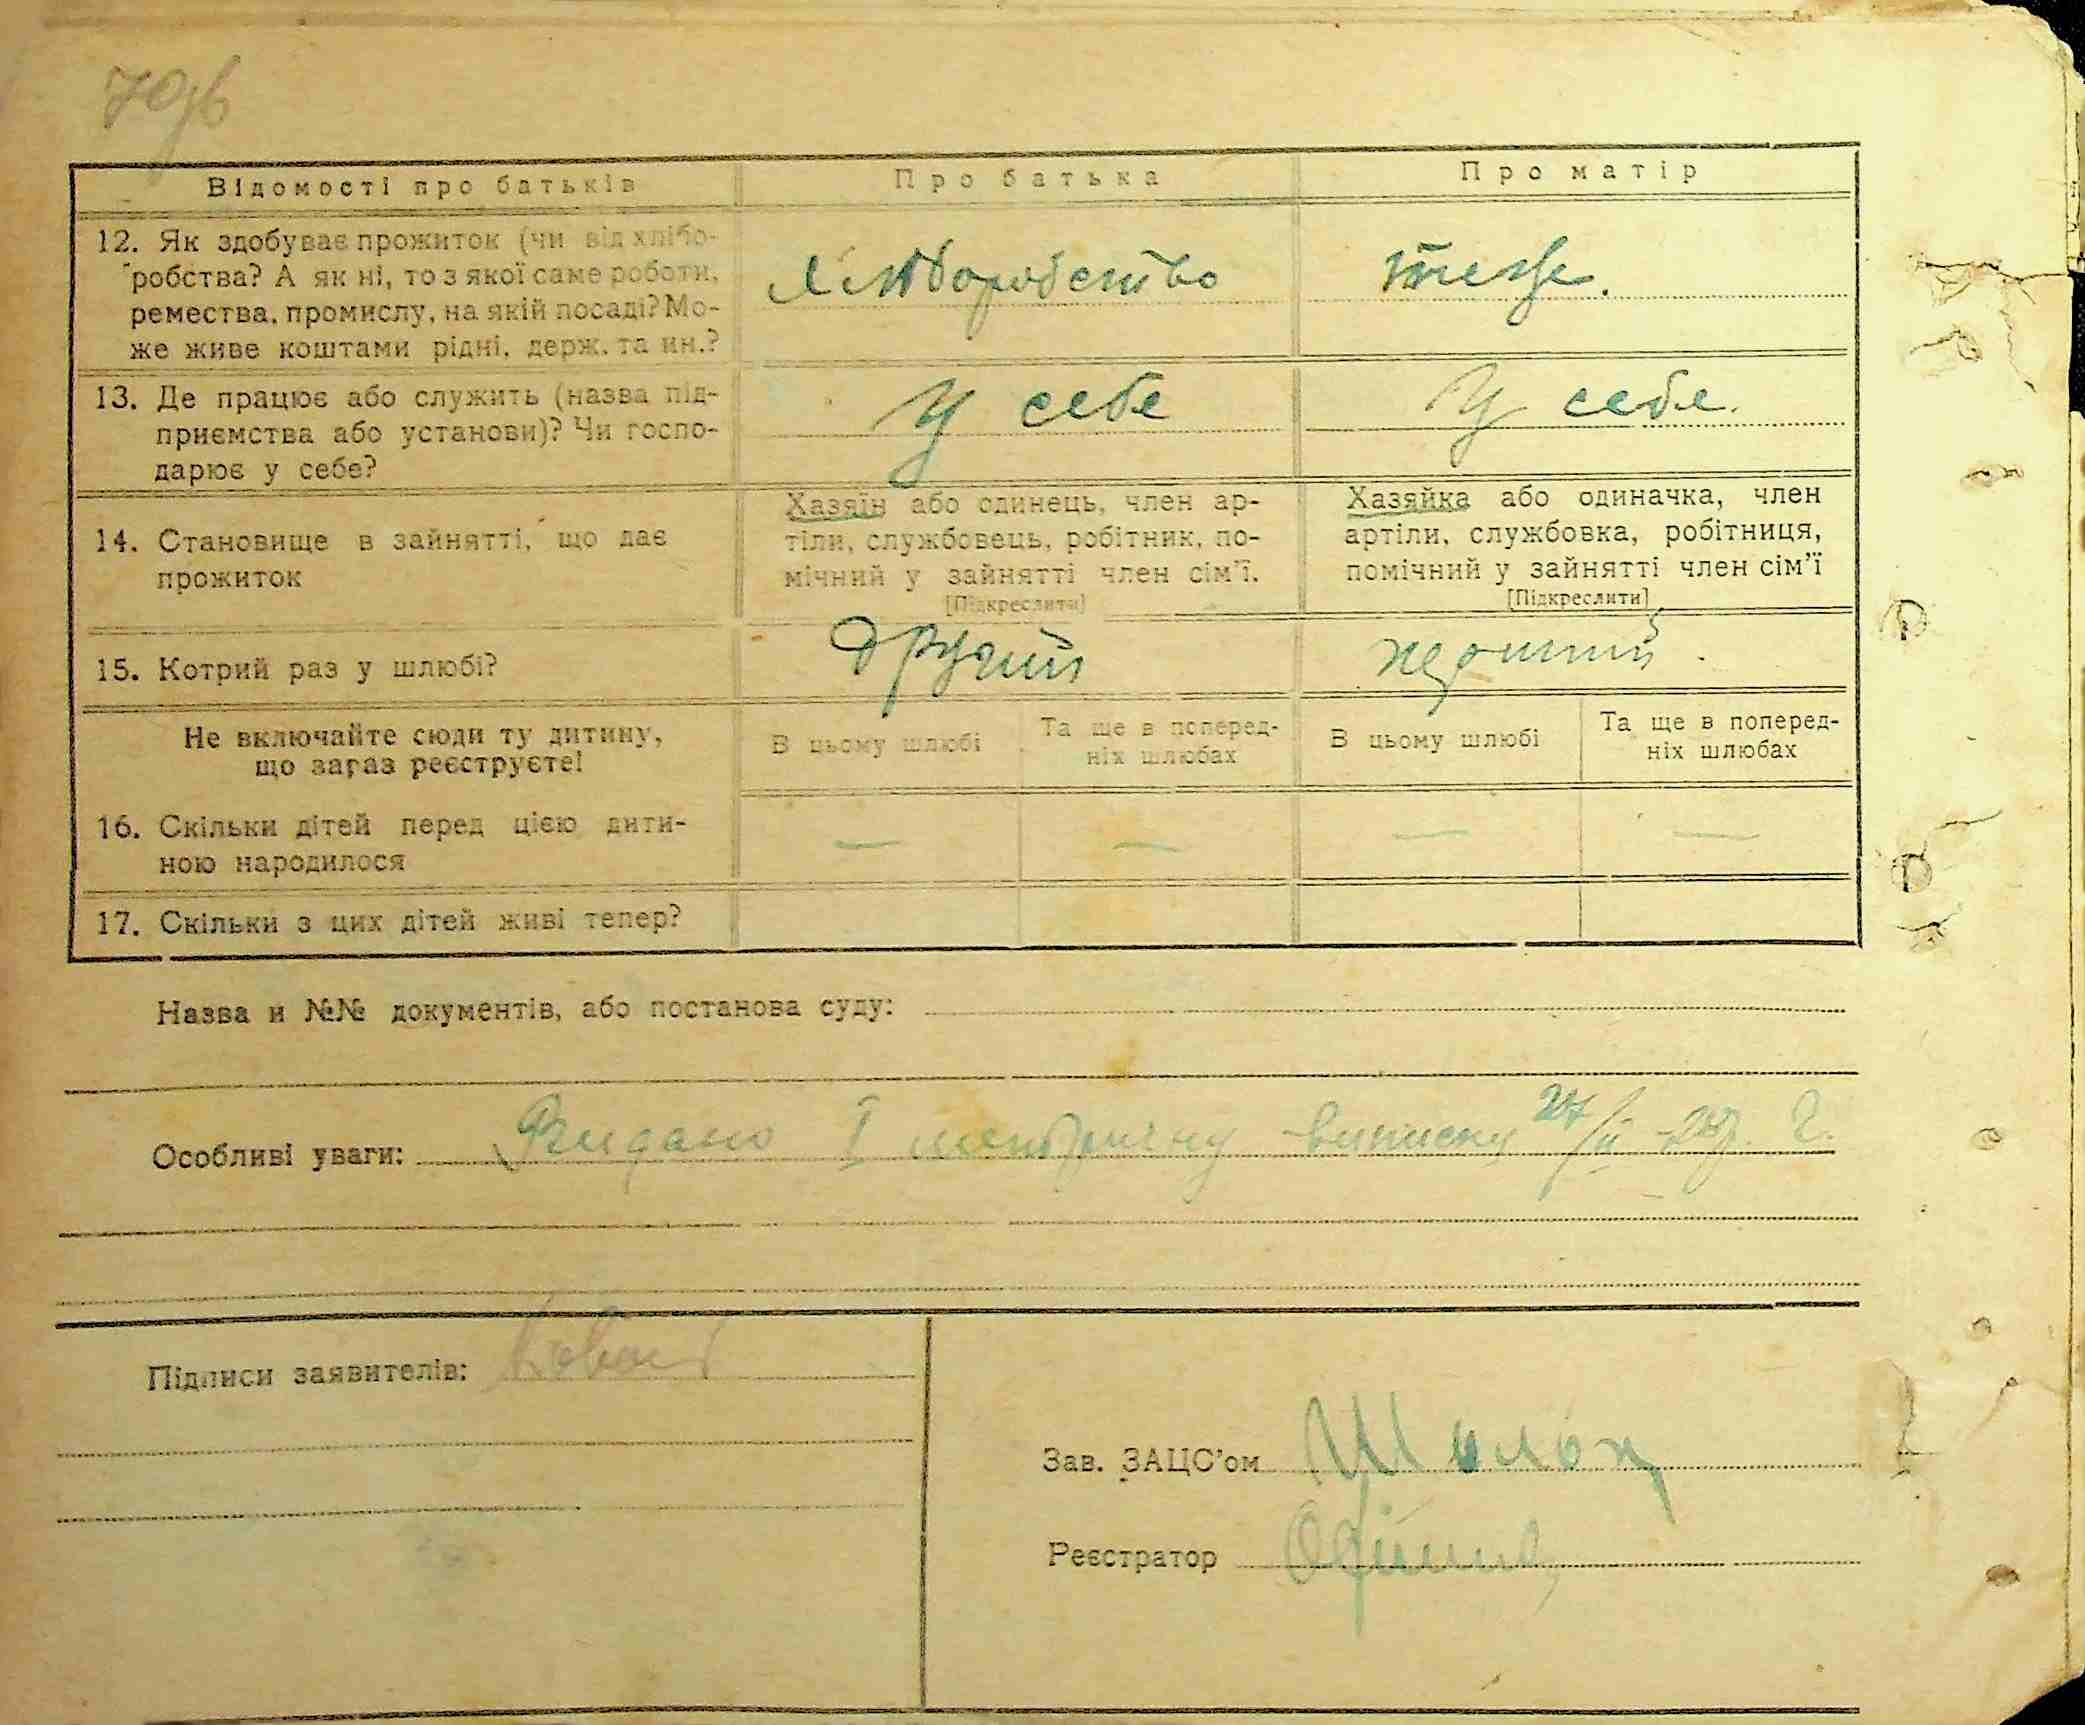 70
Відомості про батьків
Про батька
Про матір
12. Як здобуває прожиток (чи від хлібо-
робства? А як ні, то з якої саме роботи,
ремества, промислу, на якій посаді? Мо-
же живе коштами рідні, держ. та ин.?
хліборобство
теж.
13. Де працює або служить (назва під-
приємства або установи)? Чи госпо-
дарює у себе?
У себе
У себе.
14. Становище в зайнятті, що дає
прожиток
Хазяїн або одинець, член ар-
тіли, службовець, робітник, по-
мічний у зайнятті член сім'ї.
[Підкреслити]
Хазяйка або одиначка, член
артіли, службовка, робітниця,
помічний у зайнятті член сім'ї
[Підкреслити]
15. Котрий раз у шлюбі?
другий
перший.
Не включайте сюди ту дитину,
що зараз реєструєте!
В цьому шлюбі
Та ще в поперед-
ніх шлюбах
В цьому шлюбі
Та ще в поперед-
ніх шлюбах
16. Скільки дітей перед цією дити-
ною народилося
— — — —
17. Скільки з цих дітей живі тепер?
Назва и №№ документів, або постанова суду:
Особливі уваги: Видано I метричну виписку
Підписи заявителів:
Зав. ЗАЦС'ом
Реєстратор